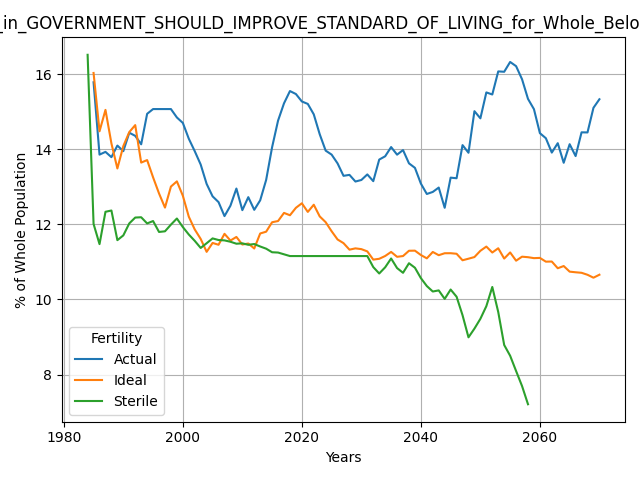 _in_GOVERNMENT_SHOULD_IMPROVE_STANDARD_OF_LIVING_for_Whole_Belo
16
14
12
10
8
% of Whole Population
Fertility
Actual
Ideal
Sterile
1980
2000
2020
2040
2060
Years